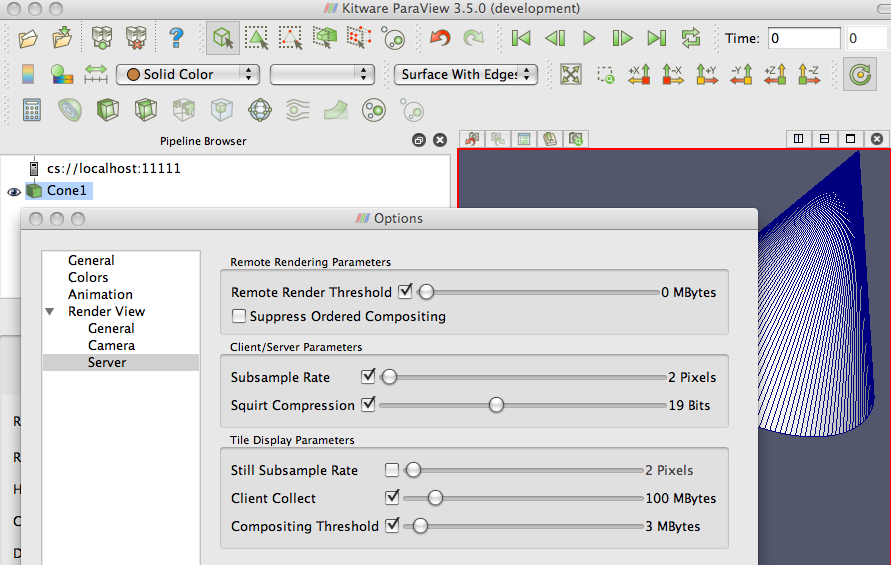 Kitware ParaView 3.5.0 (development)
Time: 0 0
Solid Color Surface With Edges
+X -X +Y -Y +Z -Z
Pipeline Browser
cs://localhost:11111
Cone1
Options
General
Colors
Animation
Render View
General
Camera
Server
Remote Rendering Parameters
Remote Render Threshold 0 MBytes
Suppress Ordered Compositing
Client/Server Parameters
Subsample Rate 2 Pixels
Squirt Compression 19 Bits
Tile Display Parameters
Still Subsample Rate 2 Pixels
Client Collect 100 MBytes
Compositing Threshold 3 MBytes
R
R
H
C
D